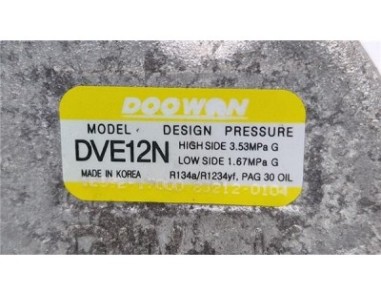 DOOWON
MODEL DESIGN PRESSURE
DVE12N HIGH SIDE 3.53MPa G
LOW SIDE 1.67MPa G
MADE IN KOREA R134a/R1234yf, PAG 30 OIL